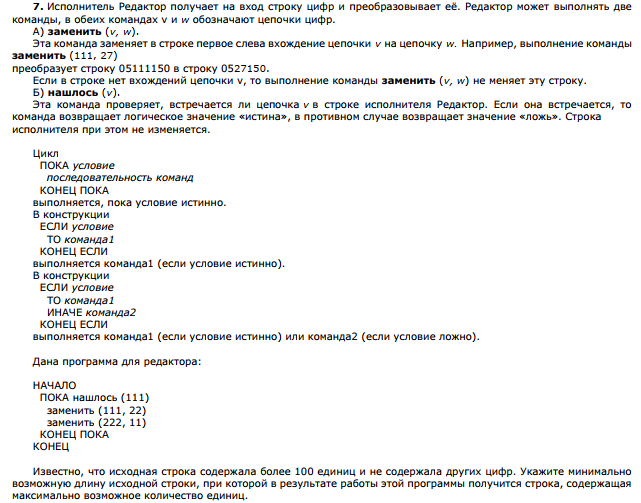 7. Исполнитель Редактор получает на вход строку цифр и преобразовывает её. Редактор может выполнять две
команды, в обеих командах v и w обозначают цепочки цифр.
А) заменить (v, w).
Эта команда заменяет в строке первое слева вхождение цепочки v на цепочку w. Например, выполнение команды
заменить (111, 27)
преобразует строку 05111150 в строку 0527150.
Если в строке нет вхождений цепочки v, то выполнение команды заменить (v, w) не меняет эту строку.
Б) нашлось (v).
Эта команда проверяет, встречается ли цепочка v в строке исполнителя Редактор. Если она встречается, то
команда возвращает логическое значение «истина», в противном случае возвращает значение «ложь». Строка
исполнителя при этом не изменяется.
Цикл
ПОКА условие
последовательность команд
КОНЕЦ ПОКА
выполняется, пока условие истинно.
В конструкции
ЕСЛИ условие
ТО команда1
КОНЕЦ ЕСЛИ
выполняется команда1 (если условие истинно).
В конструкции
ЕСЛИ условие
ТО команда1
ИНАЧЕ команда2
КОНЕЦ ЕСЛИ
выполняется команда1 (если условие истинно) или команда2 (если условие ложно).
Дана программа для редактора:
НАЧАЛО
ПОКА нашлось (111)
заменить (111, 22)
заменить (222, 11)
КОНЕЦ ПОКА
КОНЕЦ
Известно, что исходная строка содержала более 100 единиц и не содержала других цифр. Укажите минимально
возможную длину исходной строки, при которой в результате работы этой программы получится строка, содержащая
максимально возможное количество единиц.